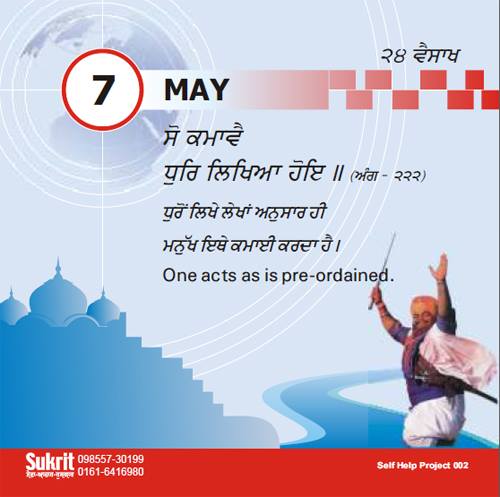 ੨੪ ਵੈਸਾਖ
7 MAY
ਸੋ ਕਮਾਵੈ
ਧੁਰਿ ਲਿਖਿਆ ਹੋਇ ॥ (ਅੰਗ - ੨੨੨)
ਧੁਰੋਂ ਲਿਖੇ ਲੇਖਾਂ ਅਨੁਸਾਰ ਹੀ
ਮਨੁੱਖ ਇਥੇ ਕਮਾਈ ਕਰਦਾ ਹੈ।
One acts as is pre-ordained.
Sukrit 098557-30199
0161-6416980
Self Help Project 002